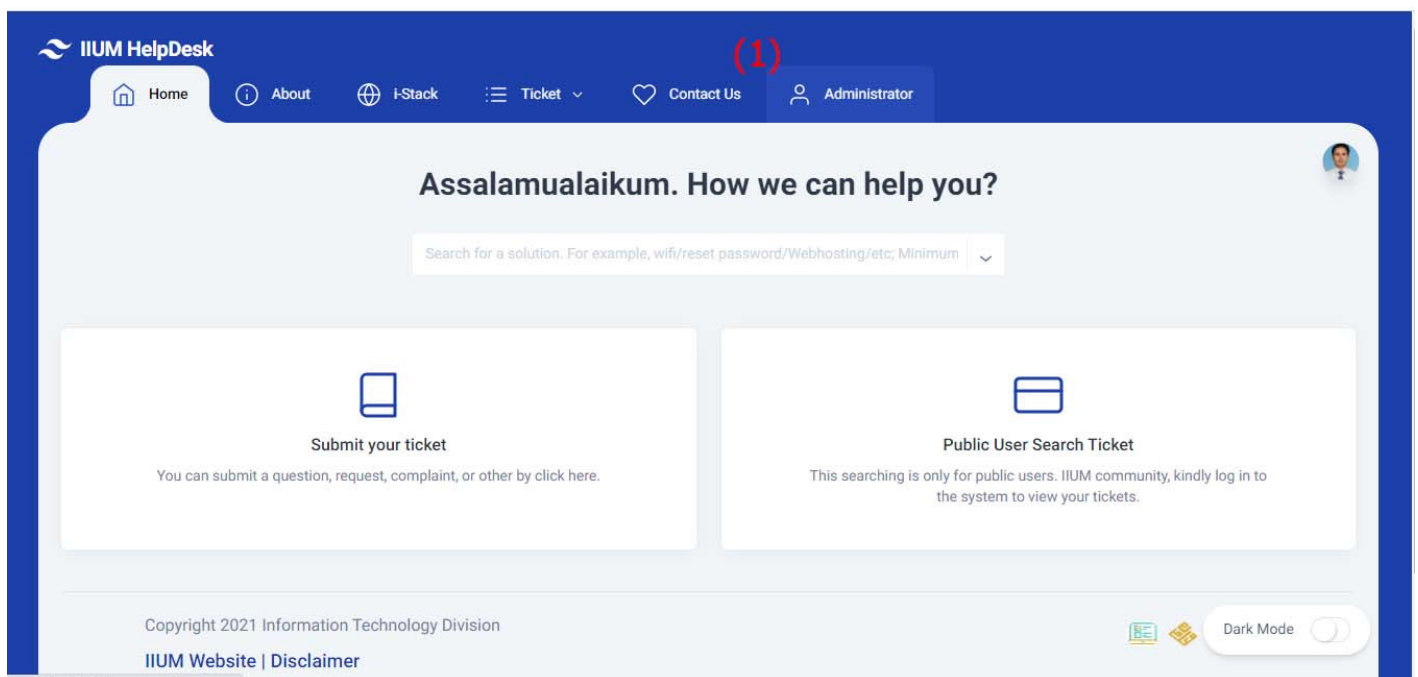 IIUM HelpDesk
(1)
Home About i-Stack Ticket Contact Us Administrator
Assalamualaikum. How we can help you?
Search for a solution. For example, wifi/reset password/Webhosting/etc; Minimum
Submit your ticket
You can submit a question, request, complaint, or other by click here.
Public User Search Ticket
This searching is only for public users. IIUM community, kindly log in to
the system to view your tickets.
Copyright 2021 Information Technology Division
IIUM Website | Disclaimer
Dark Mode